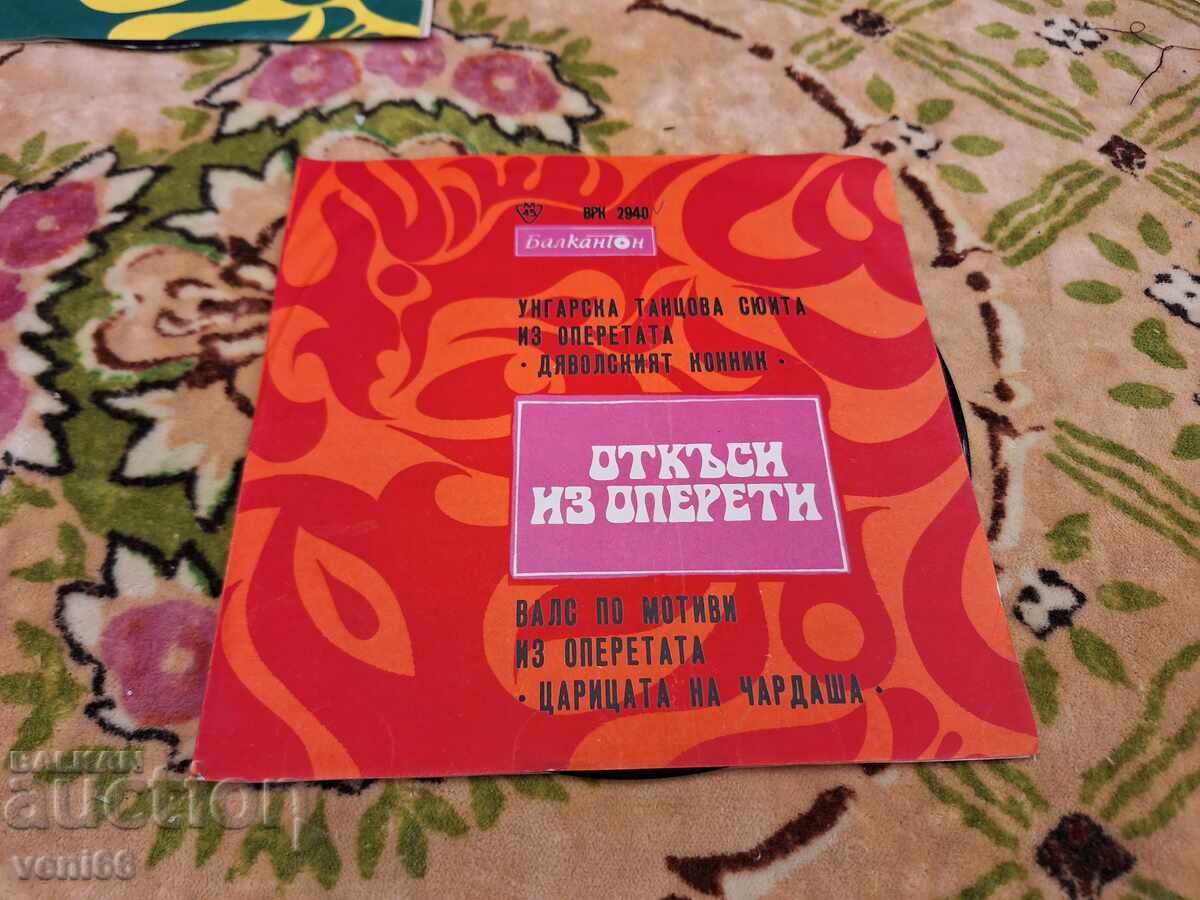 М
45
ВРК 2940
Балкантон
УНГАРСКА ТАНЦОВА СЮИТА
ИЗ ОПЕРЕТАТА
• ДЯВОЛСКИЯТ КОННИК •
ОТКЪСИ
ИЗ ОПЕРЕТИ
ВАЛС ПО МОТИВИ
ИЗ ОПЕРЕТАТА
• ЦАРИЦАТА НА ЧАРДАША •
BALKAN
auction
veni66